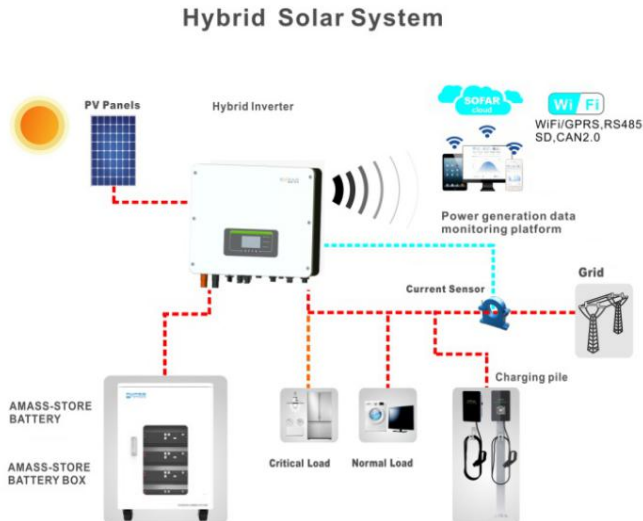 Hybrid Solar System
PV Panels
Hybrid Inverter
SOFAR
cloud
Wi Fi
WiFi/GPRS,RS485
SD,CAN2.0
Power generation data
monitoring platform
Current Sensor
Grid
Charging pile
AMASS-STORE
BATTERY
AMASS-STORE
BATTERY BOX
Critical Load
Normal Load